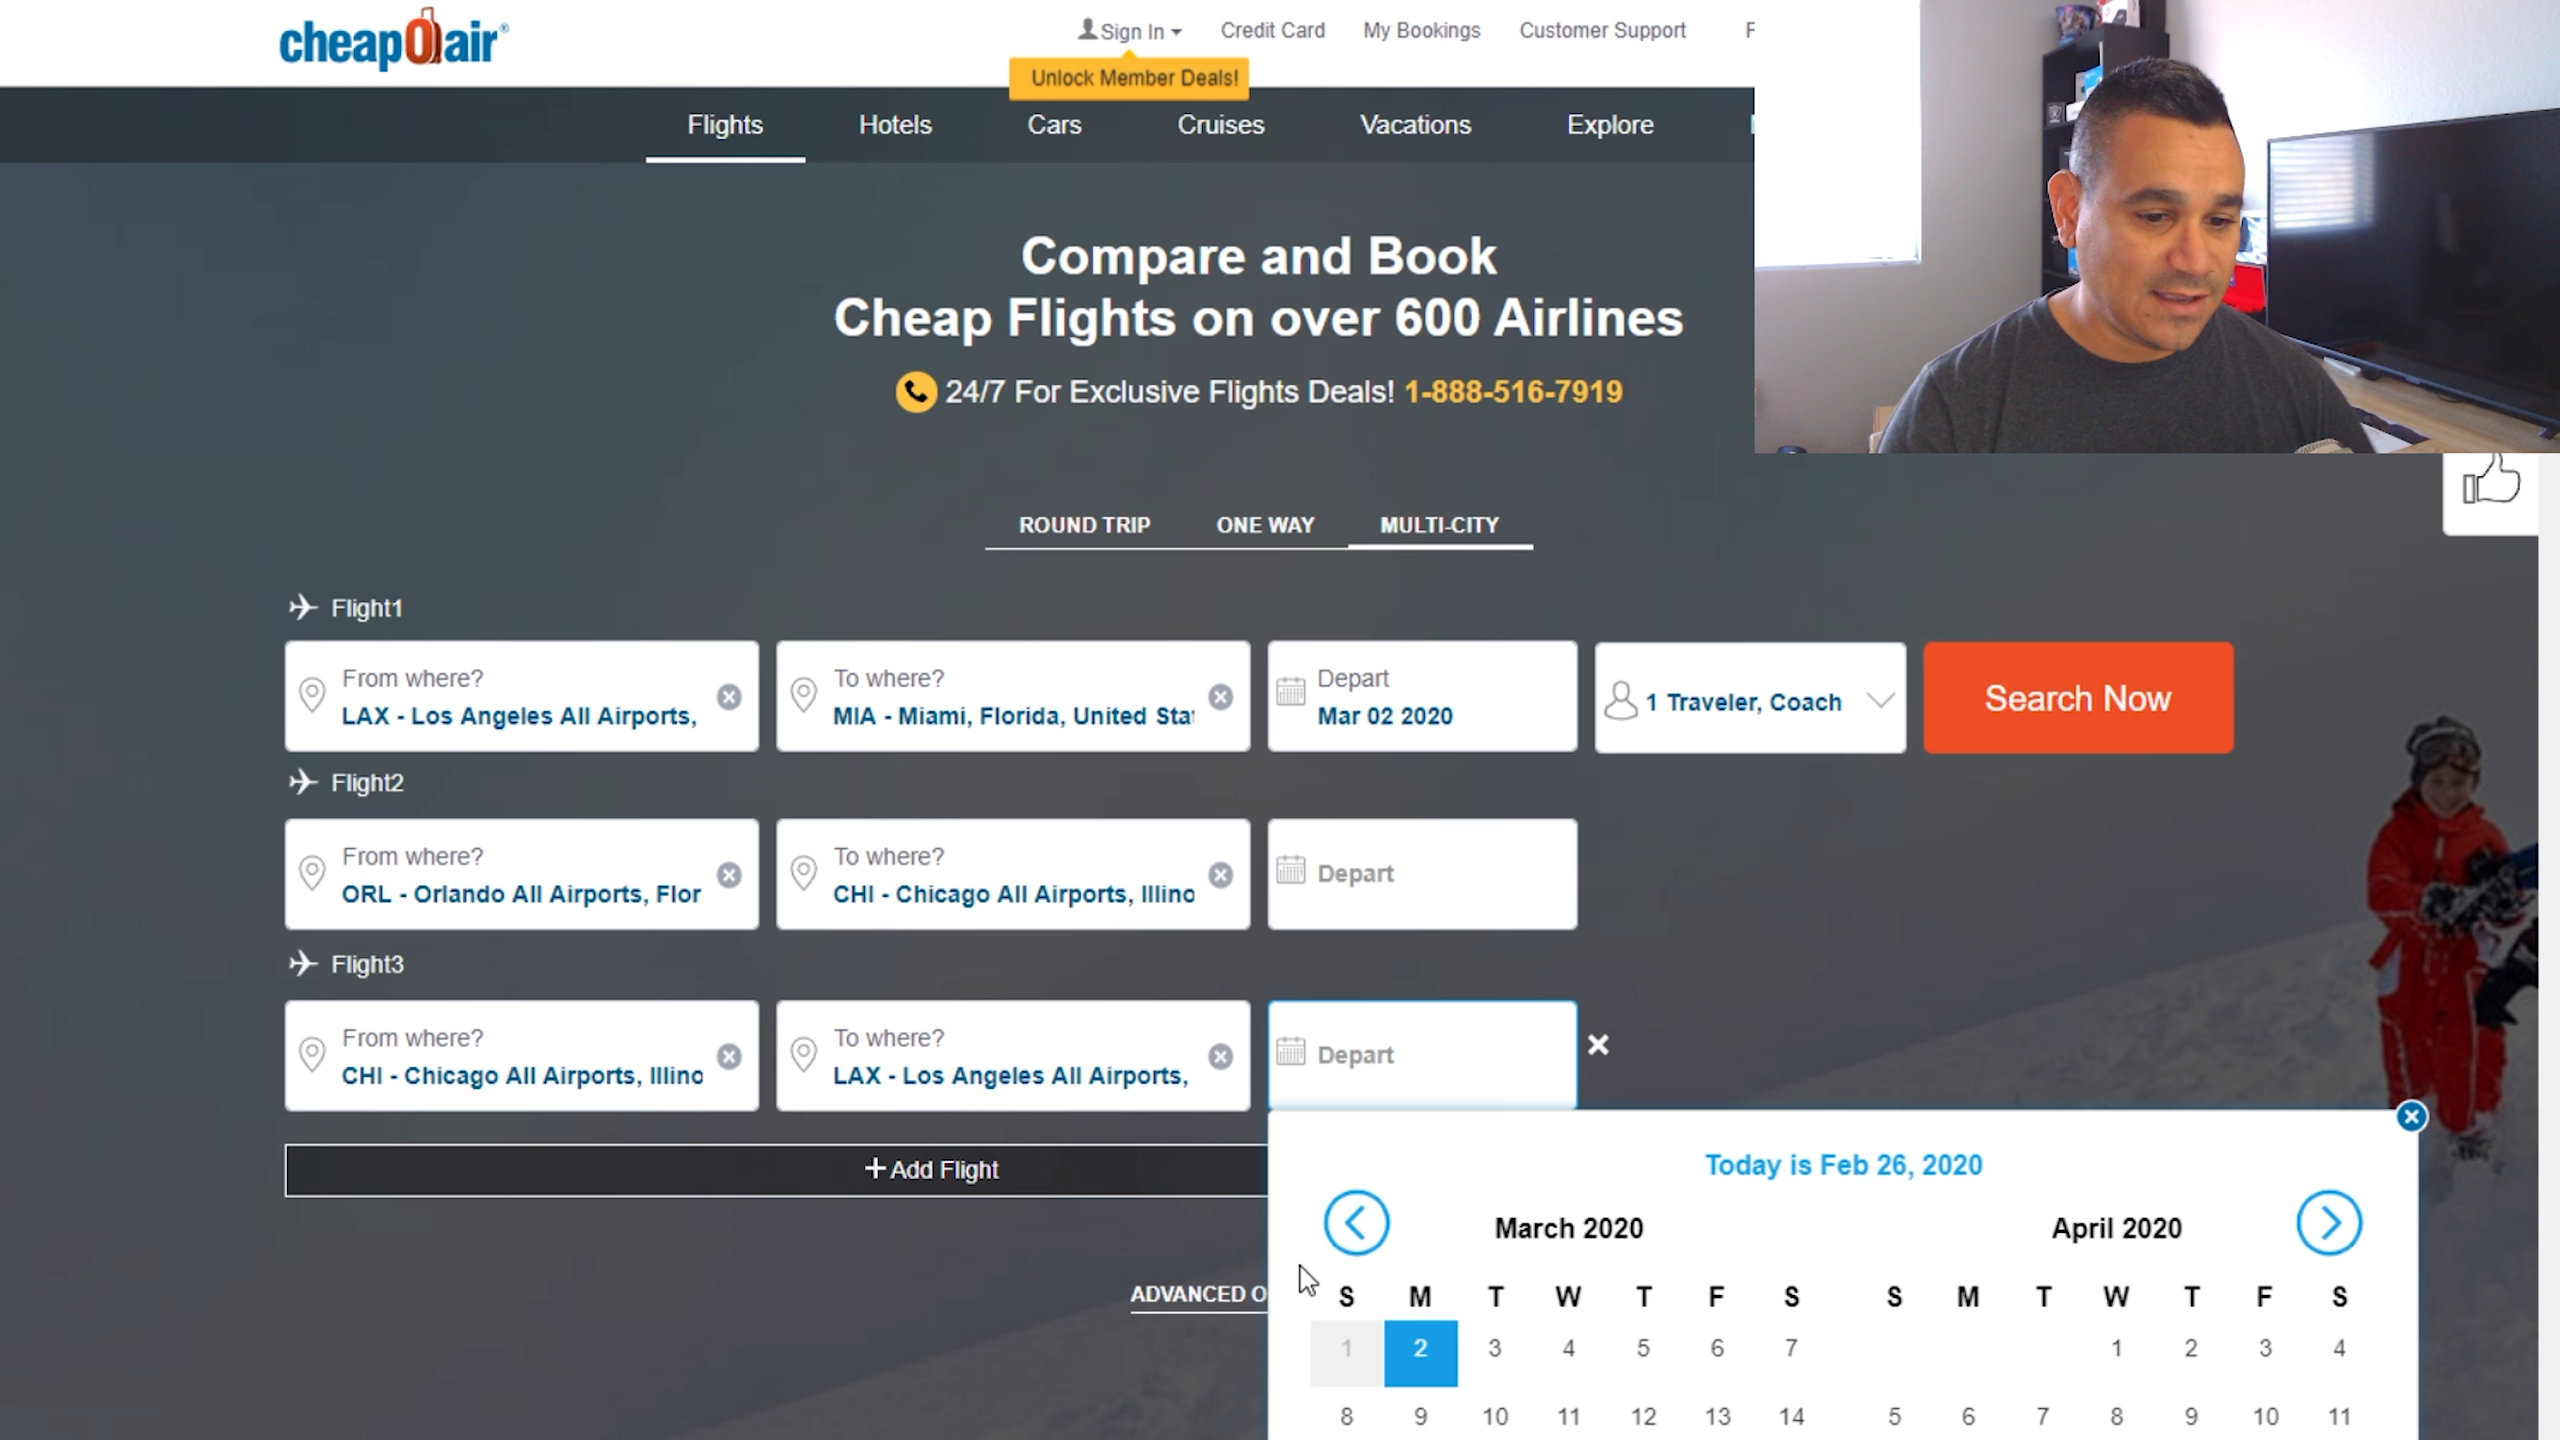 cheapOair®
Sign In
Credit Card
My Bookings
Customer Support
F
Unlock Member Deals!
Flights
Hotels
Cars
Cruises
Vacations
Explore
Compare and Book
Cheap Flights on over 600 Airlines
24/7 For Exclusive Flights Deals! 1-888-516-7919
ROUND TRIP
ONE WAY
MULTI-CITY
Flight1
From where?
LAX - Los Angeles All Airports,
To where?
MIA - Miami, Florida, United Sta
Depart
Mar 02 2020
1 Traveler, Coach
Search Now
Flight2
From where?
ORL - Orlando All Airports, Flor
To where?
CHI - Chicago All Airports, Illino
Depart
Flight3
From where?
CHI - Chicago All Airports, Illino
To where?
LAX - Los Angeles All Airports,
Depart
+ Add Flight
ADVANCED O
Today is Feb 26, 2020
March 2020
S M T W T F S
1 2 3 4 5 6 7
8 9 10 11 12 13 14
April 2020
S M T W T F S
1 2 3 4
5 6 7 8 9 10 11